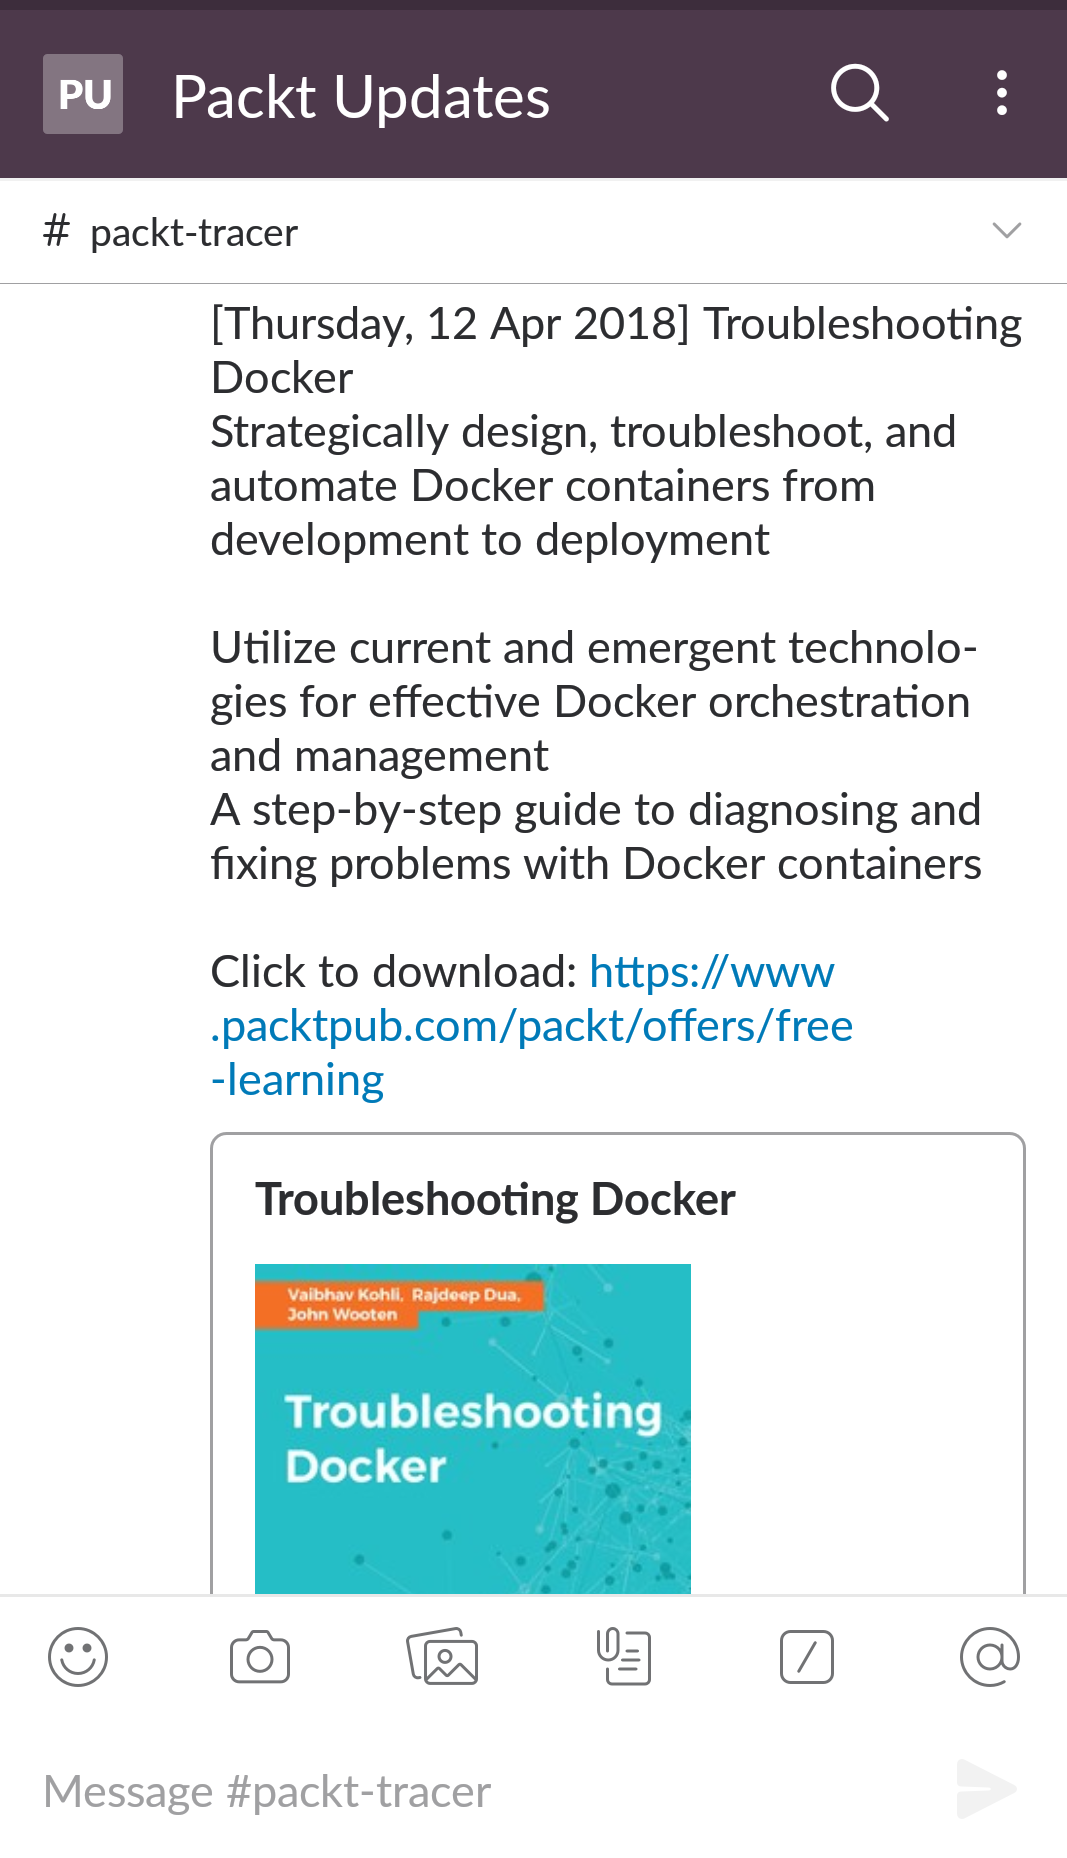 PU Packt Updates
# packt-tracer
[Thursday, 12 Apr 2018] Troubleshooting
Docker
Strategically design, troubleshoot, and
automate Docker containers from
development to deployment
Utilize current and emergent technolo-
gies for effective Docker orchestration
and management
A step-by-step guide to diagnosing and
fixing problems with Docker containers
Click to download: https://www
.packtpub.com/packt/offers/free
-learning
Troubleshooting Docker
Vaibhav Kohli, Rajdeep Dua,
John Wooten
Troubleshooting
Docker
Message #packt-tracer